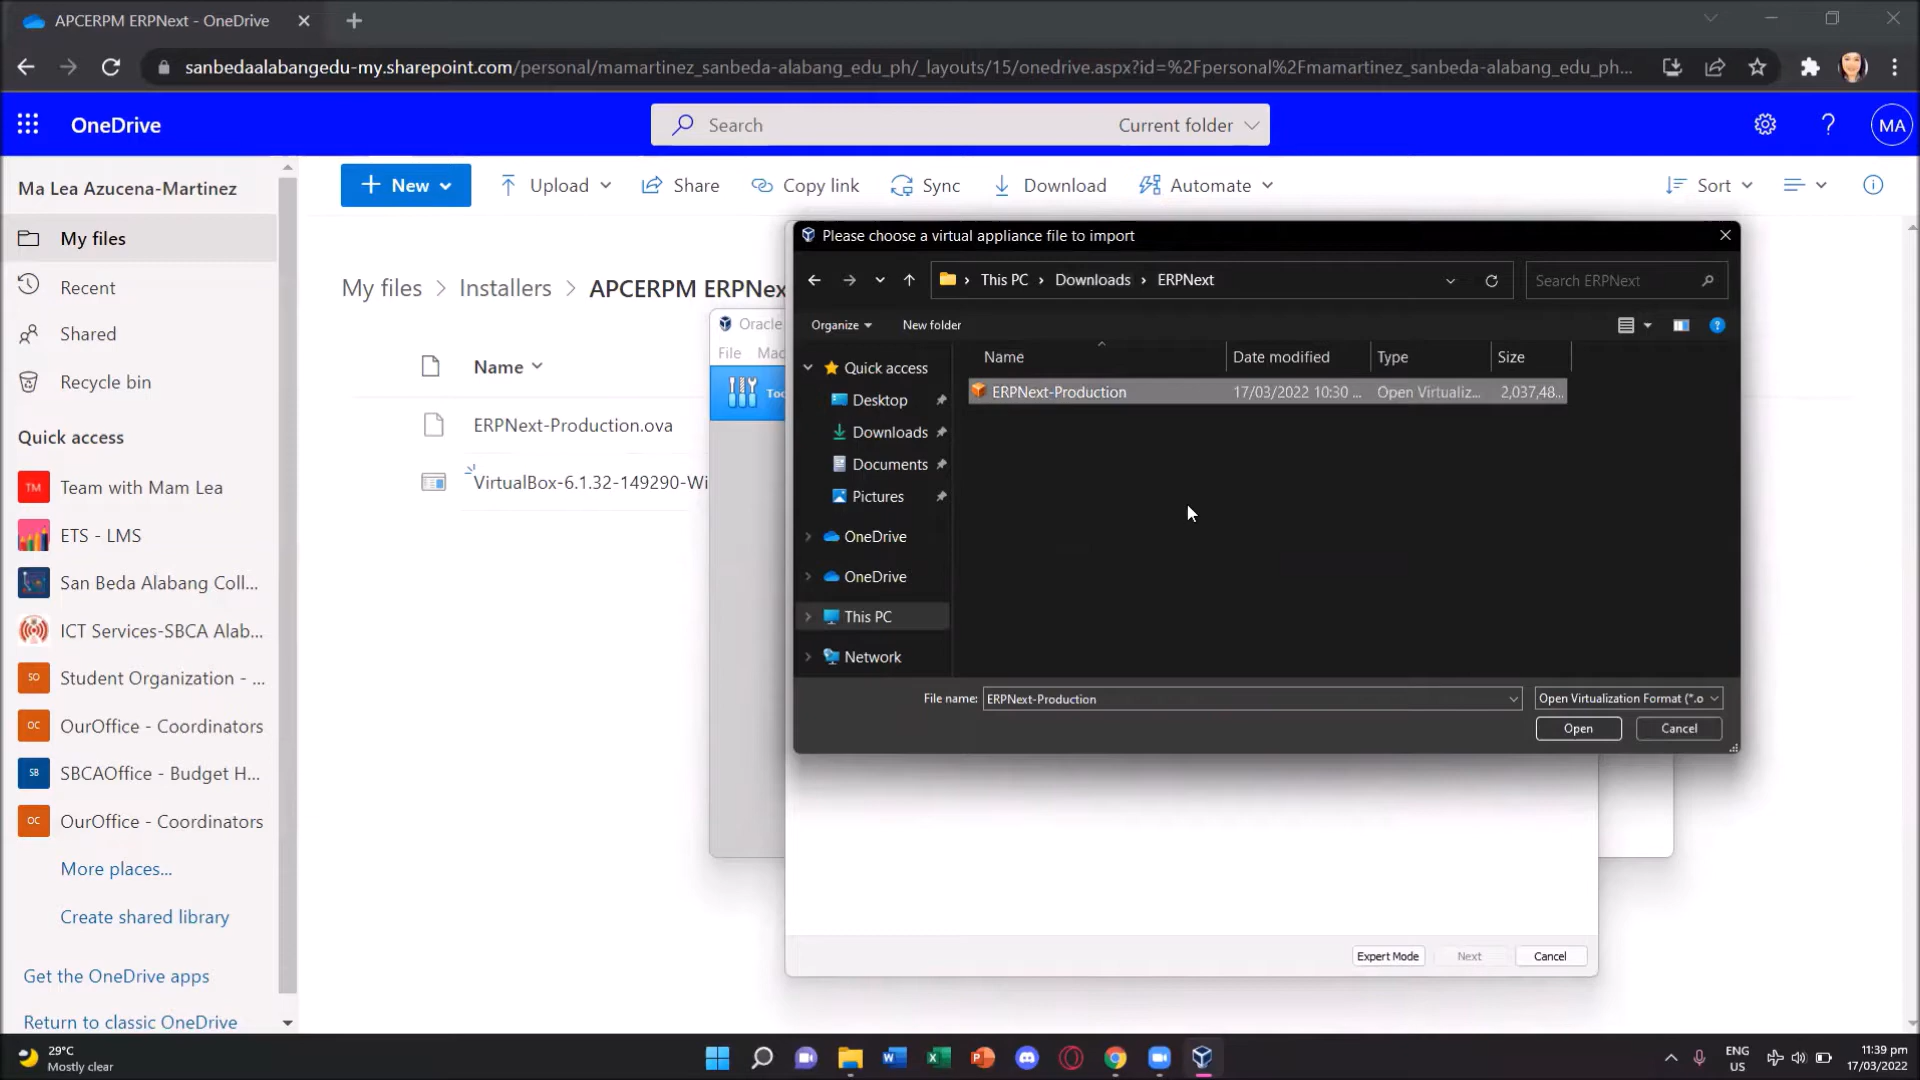 APCERPM ERPNext - OneDrive
sanbedaalabangedu-my.sharepoint.com/personal/mamartinez_sanbeda-alabang_edu_ph/_layouts/15/onedrive.aspx?id=%2Fpersonal%2Fmamartinez_sanbeda-alabang_edu_ph...
OneDrive
Search
Current folder
MA
Ma Lea Azucena-Martinez
My files
Recent
Shared
Recycle bin
Quick access
TM Team with Mam Lea
ETS - LMS
San Beda Alabang Coll...
ICT Services-SBCA Alab...
SO Student Organization - ...
OC OurOffice - Coordinators
SB SBCAOffice - Budget H...
OC OurOffice - Coordinators
More places...
Create shared library
Get the OneDrive apps
Return to classic OneDrive
New
Upload
Share
Copy link
Sync
Download
Automate
Sort
My files > Installers > APCERPM ERPNex
Name
ERPNext-Production.ova
VirtualBox-6.1.32-149290-Wi
Oracle
File Mac
Too
Please choose a virtual appliance file to import
This PC > Downloads > ERPNext
Search ERPNext
Organize
New folder
Quick access
Desktop
Downloads
Documents
Pictures
OneDrive
OneDrive
This PC
Network
Name Date modified Type Size
ERPNext-Production 17/03/2022 10:30 ... Open Virtualiz... 2,037,48...
File name: ERPNext-Production
Open Virtualization Format (*.o
Open
Cancel
Expert Mode
Next
Cancel
29°C
Mostly clear
ENG
US
11:39 pm
17/03/2022